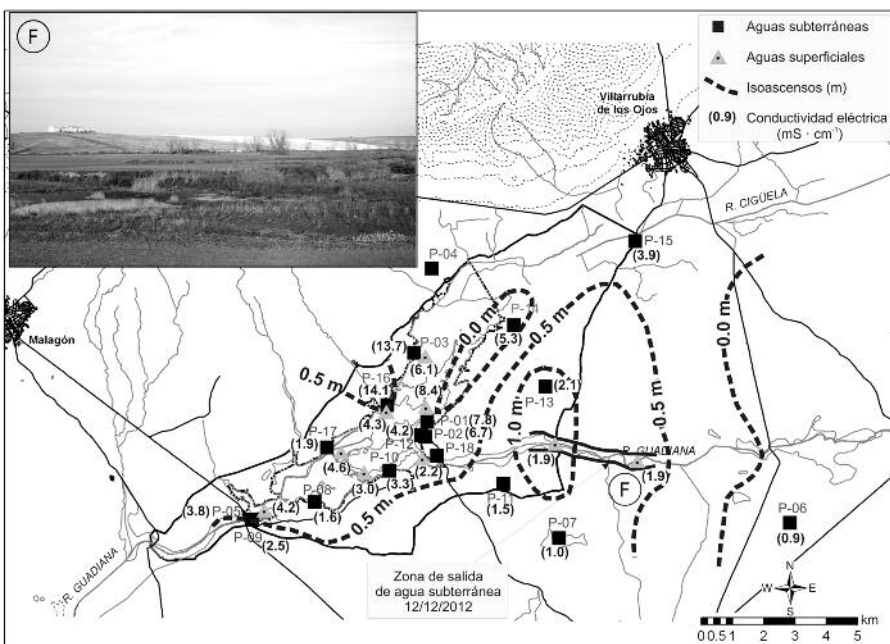 F
Aguas subterráneas
Aguas superficiales
Isoascensos (m)
(0.9) Conductividad eléctrica
(mS · cm⁻¹)
Villarrubia
de los Ojos
R. CIGÜELA
P-15
(3.9)
P-04
Malagón
0.0 m
0.5 m
0.0 m
(5.3)
(13.7)
P-03
(6.1)
0.5 m
P-16
(14.1)
(8.4)
(2.1)
P-13
1.0 m
0.5 m
(4.3)
(4.2)
P-01 (7.8)
P-02 (6.7)
P-12
P-17
(1.9)
P-18
P-10
(4.6)
(2.2)
(3.0)
(3.3)
(1.9)
R. GUADIANA
(1.9)
F
P-08
(1.6)
(4.2)
(3.8)
P-05
P-09
(2.5)
0.5 m
(1.5)
P-07
(1.0)
P-06
(0.9)
R. GUADIANA
Zona de salida
de agua subterránea
12/12/2012
N
W E
S
km
0 0.5 1 2 3 4 5